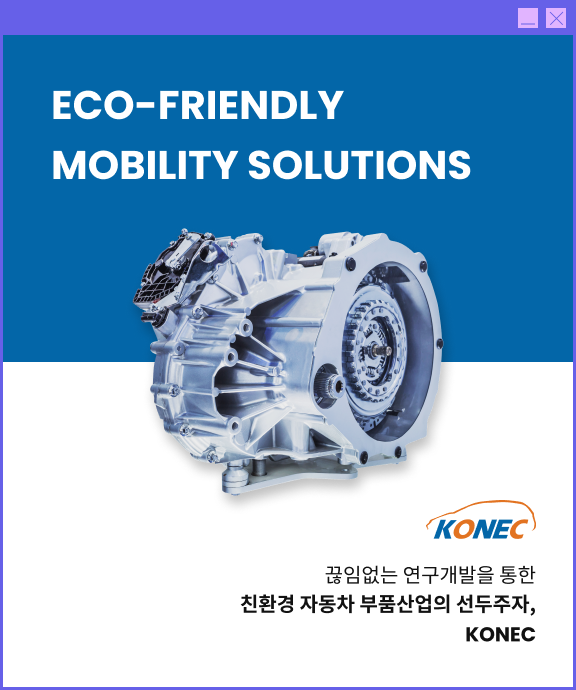 ECO-FRIENDLY
MOBILITY SOLUTIONS
KONEC
끊임없는 연구개발을 통한
친환경 자동차 부품산업의 선두주자,
KONEC